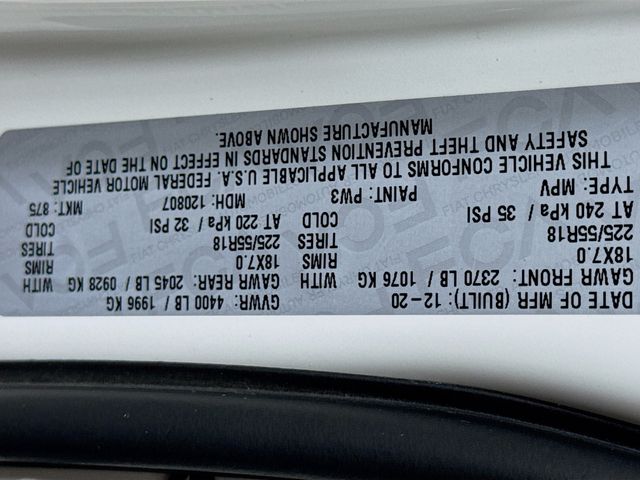 DATE OF MFR (BUILT): 12-20 GVWR: 4400 LB / 1996 KG
GAWR FRONT: 2370 LB / 1076 KG WITH GAWR REAR: 2045 LB / 0928 KG WITH
18X7.0 RIMS 18X7.0 RIMS
225/55R18 TIRES 225/55R18 TIRES
AT 240 kPa / 35 PSI COLD AT 220 kPa / 32 PSI COLD
TYPE: MPV PAINT: PW3 MDH: 120807 MKT: 875
THIS VEHICLE CONFORMS TO ALL APPLICABLE U.S.A. FEDERAL MOTOR VEHICLE
SAFETY AND THEFT PREVENTION STANDARDS IN EFFECT ON THE DATE OF
MANUFACTURE SHOWN ABOVE.